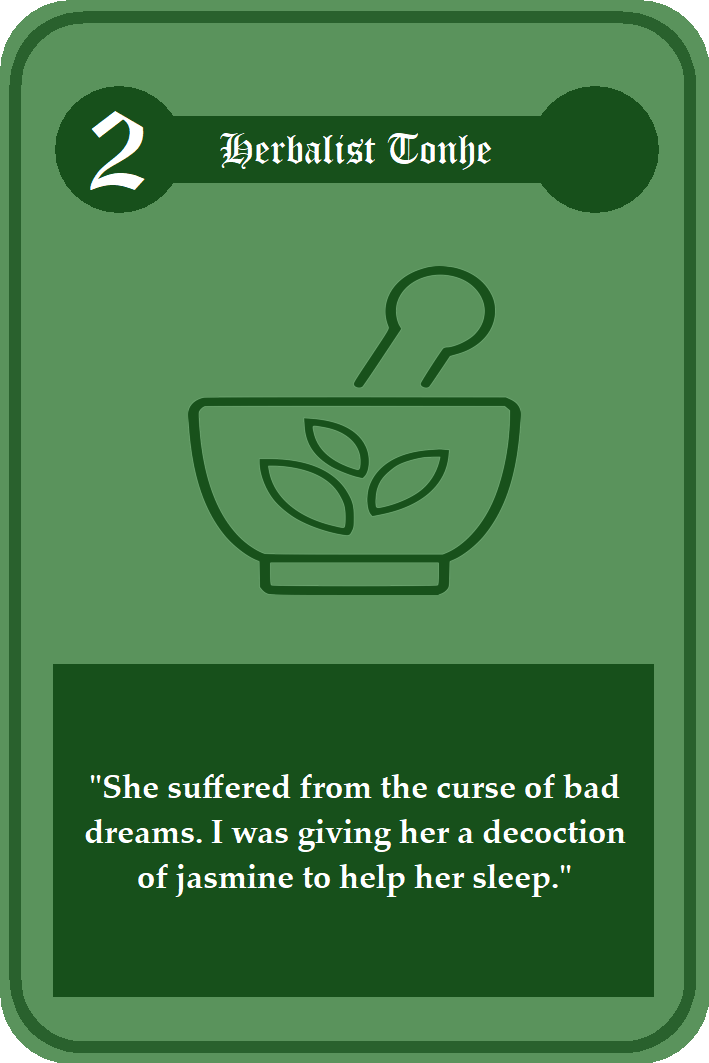 2
Herbalist Tonhe
"She suffered from the curse of bad
dreams. I was giving her a decoction
of jasmine to help her sleep."